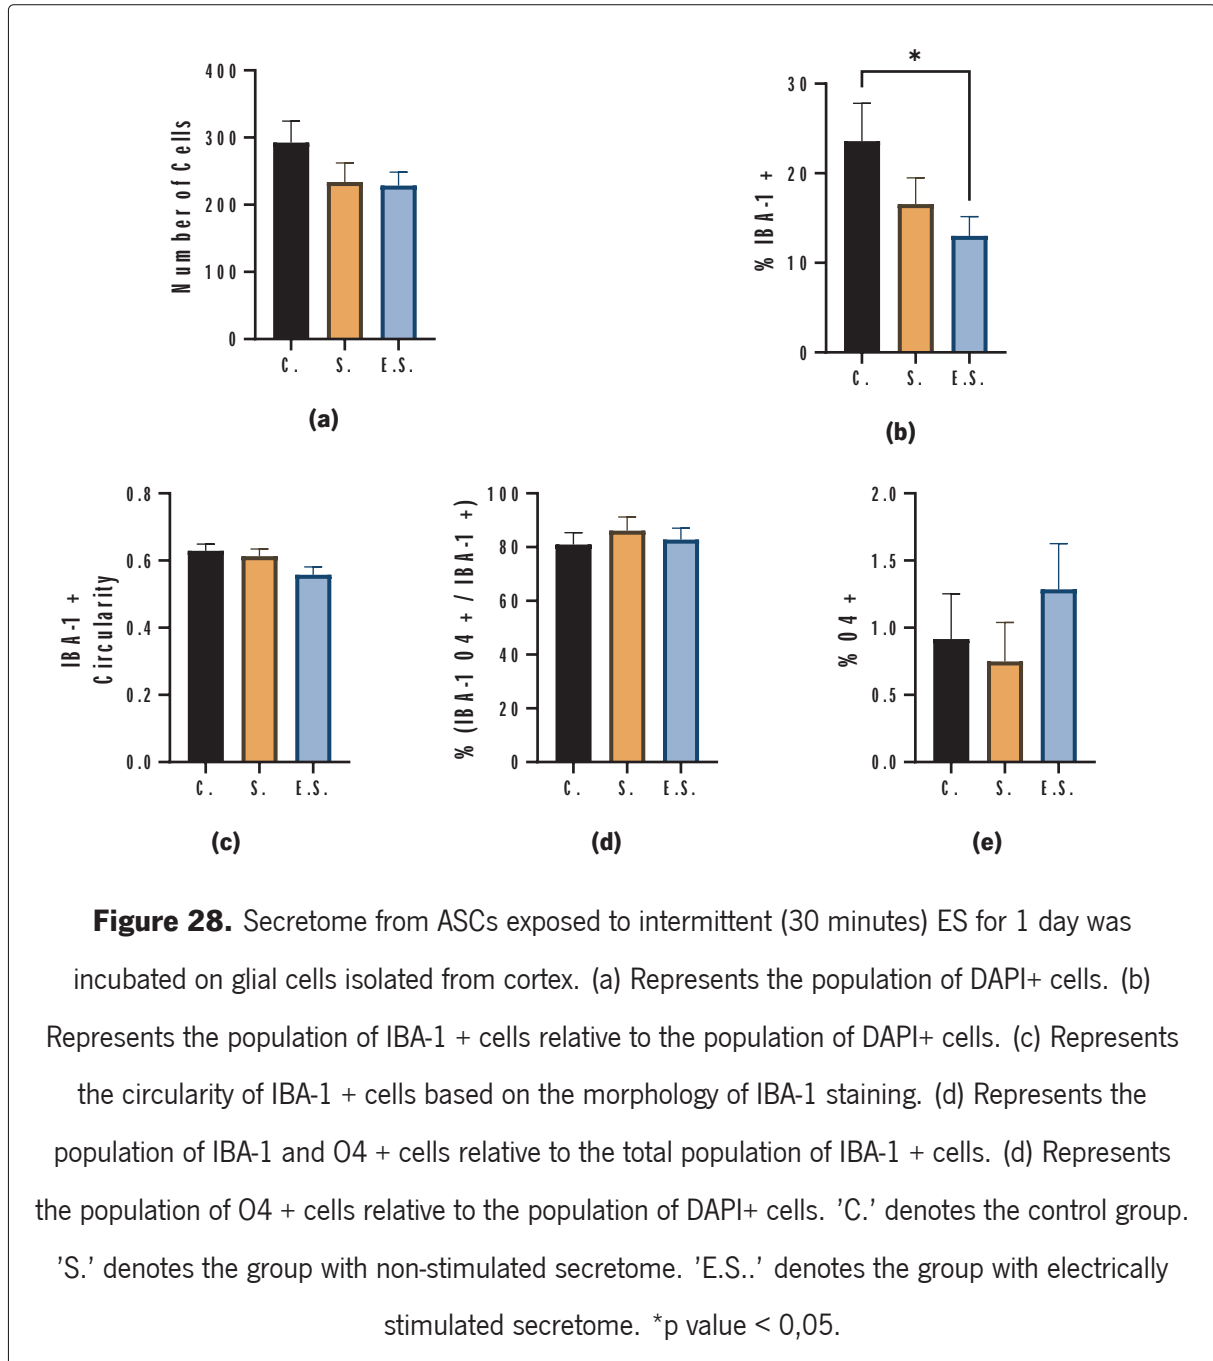 400
300
200
100
0
Number of Cells
C. S. E.S.
(a)
*
30
20
10
0
% IBA-1 +
C. S. E.S.
(b)
0.8
0.6
0.4
0.2
0.0
IBA-1 +
Circularity
C. S. E.S.
(c)
100
80
60
40
20
0
% (IBA-1 O4 + / IBA-1 +)
C. S. E.S.
(d)
2.0
1.5
1.0
0.5
0.0
% O4 +
C. S. E.S.
(e)
Figure 28. Secretome from ASCs exposed to intermittent (30 minutes) ES for 1 day was
incubated on glial cells isolated from cortex. (a) Represents the population of DAPI+ cells. (b)
Represents the population of IBA-1 + cells relative to the population of DAPI+ cells. (c) Represents
the circularity of IBA-1 + cells based on the morphology of IBA-1 staining. (d) Represents the
population of IBA-1 and O4 + cells relative to the total population of IBA-1 + cells. (d) Represents
the population of O4 + cells relative to the population of DAPI+ cells. 'C.' denotes the control group.
'S.' denotes the group with non-stimulated secretome. 'E.S..' denotes the group with electrically
stimulated secretome. *p value < 0,05.